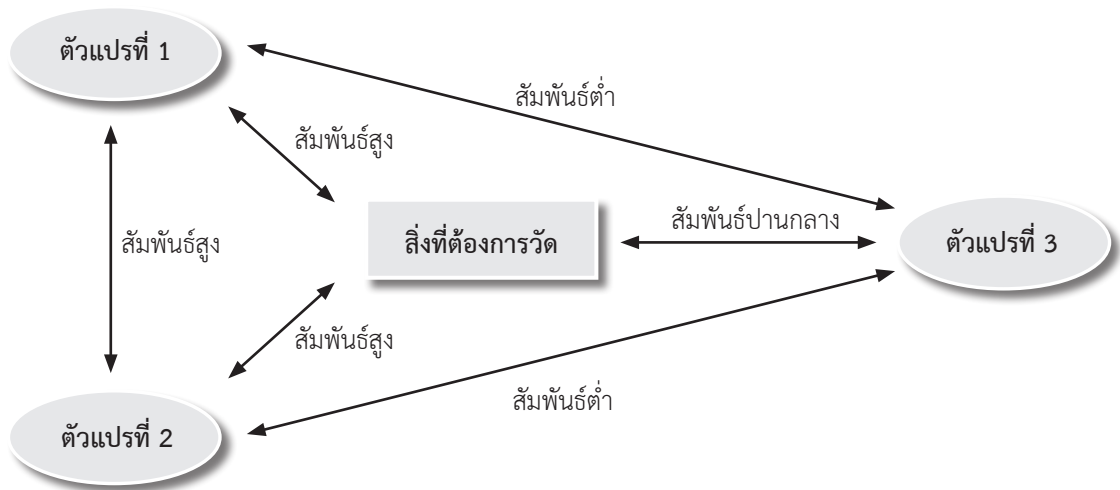 ตัวแปรที่ 1
สัมพันธ์ต่ำ
สัมพันธ์สูง
สัมพันธ์สูง
สิ่งที่ต้องการวัด
สัมพันธ์ปานกลาง
ตัวแปรที่ 3
สัมพันธ์สูง
สัมพันธ์ต่ำ
ตัวแปรที่ 2